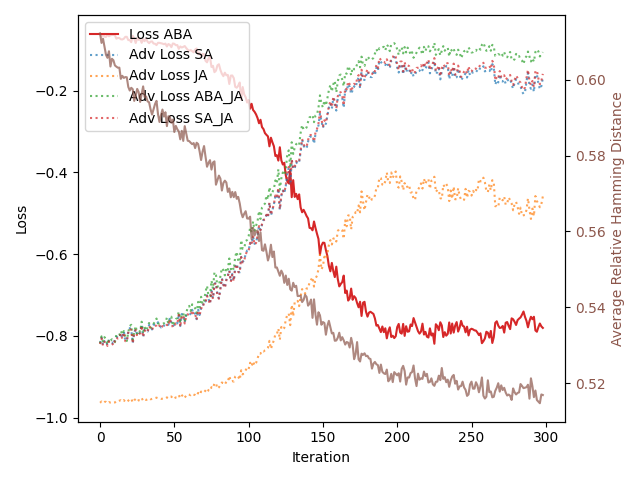 Loss ABA
Adv Loss SA
Adv Loss JA
Adv Loss ABA_JA
Adv Loss SA_JA
−0.2
−0.4
−0.6
−0.8
−1.0
Loss
0
50
100
150
200
250
300
Iteration
0.60
0.58
0.56
0.54
0.52
Average Relative Hamming Distance